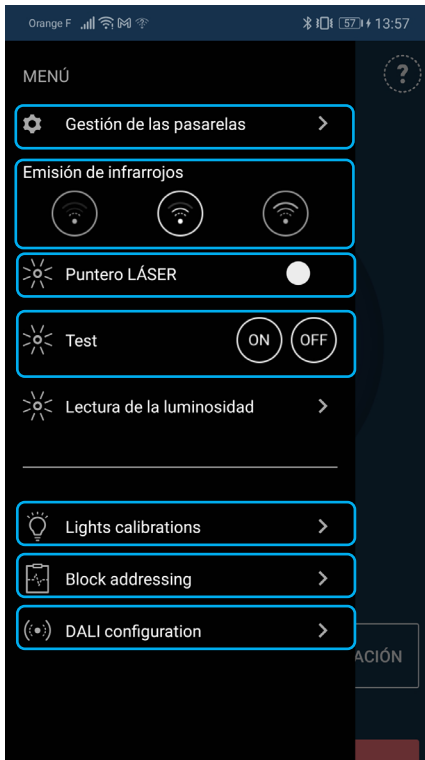 Orange F 57 13:57
MENÚ
?
Gestión de las pasarelas
Emisión de infrarrojos
Puntero LÁSER
Test ON OFF
Lectura de la luminosidad
Lights calibrations
Block addressing
DALI configuration
ACIÓN